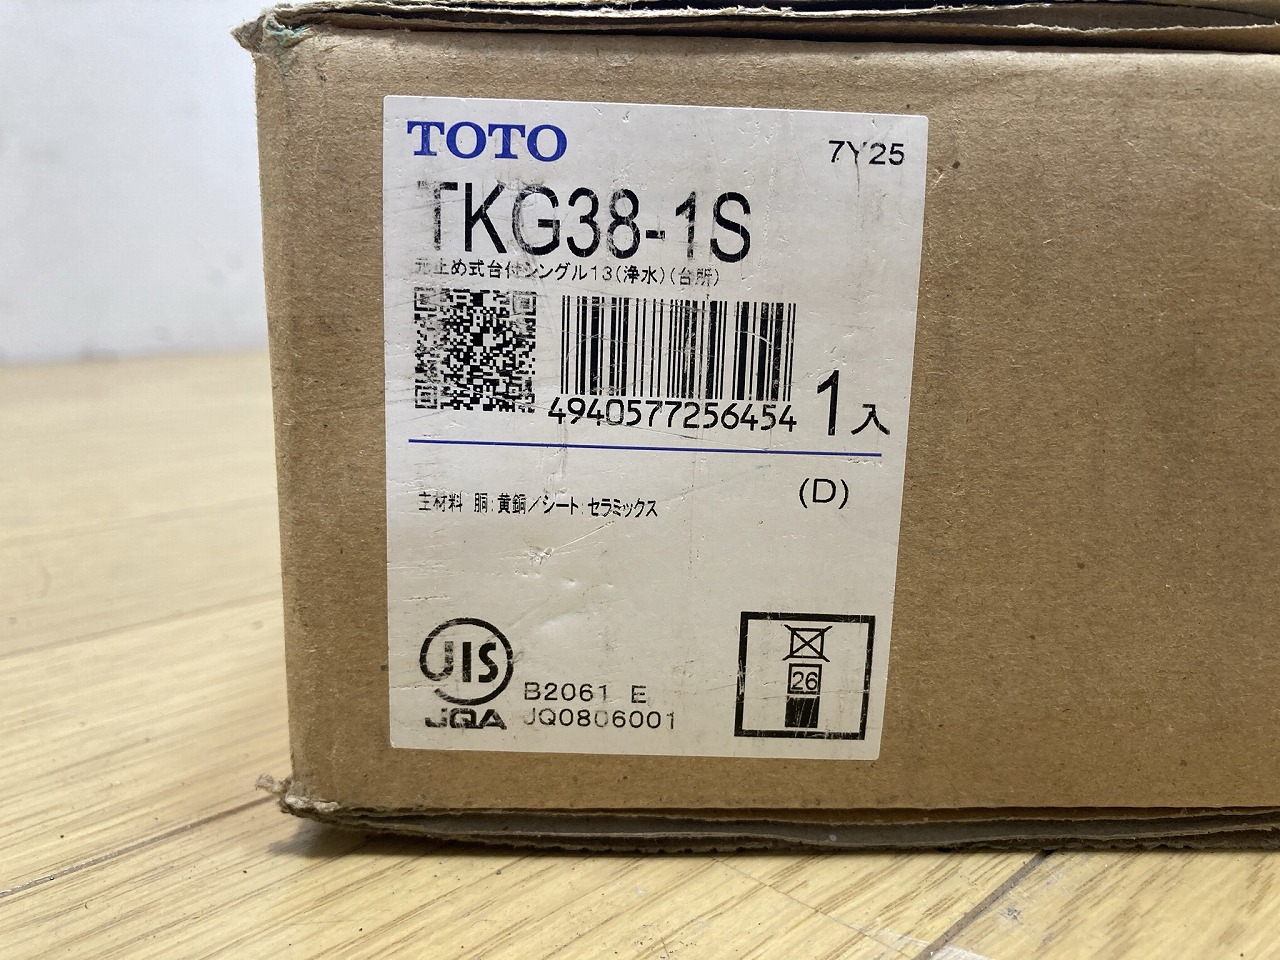 TOTO 7Y25
TKG38-1S
元止め式台付シングル13(浄水)(台所)
4940577256454 1入
(D)
主材料 胴:黄銅/シート:セラミックス
JIS
B2061 E
JQA JQ0806001
26